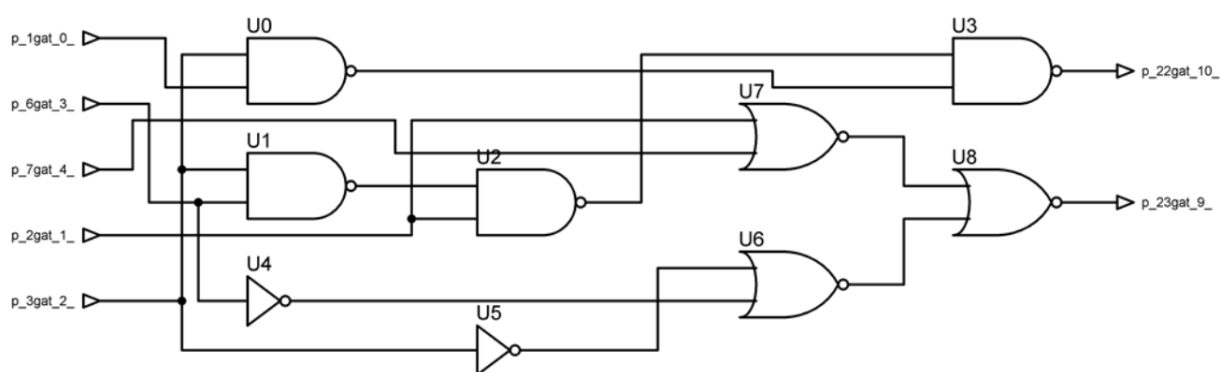 U0
U3
p_1gat_0_
p_22gat_10_
U7
p_6gat_3_
U1
U2
U8
p_7gat_4_
p_23gat_9_
p_2gat_1_
U6
U4
p_3gat_2_
U5